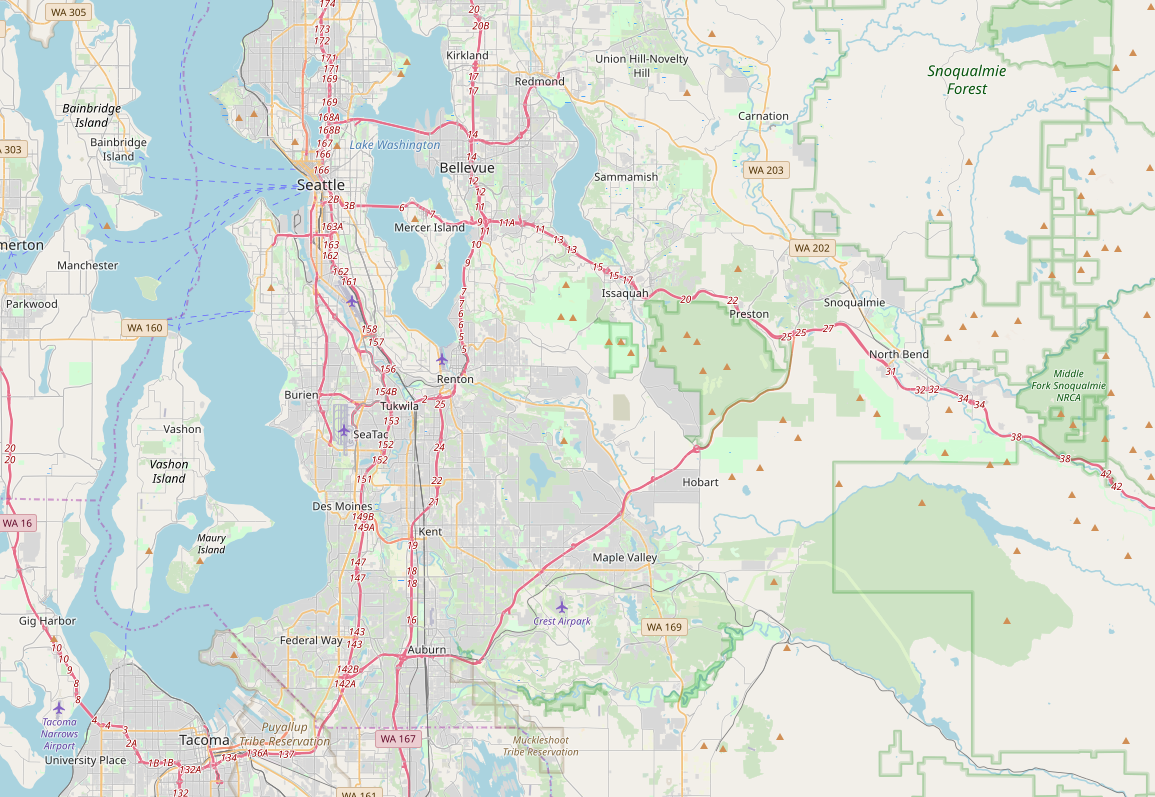 WA 305
174
20
173
20B
172
171
Kirkland
Union Hill-Novelty
Hill
169
17
Redmond
Snoqualmie
Forest
17
169
Bainbridge
Island
168A
Carnation
168B
14
Bainbridge
Island
167
Lake Washington
303
166
14
166
Bellevue
WA 203
Seattle
12
Sammamish
2B
3B
6
7
12
11
163A
Mercer Island
9
11A
11
11
13
merton
163
10
13
WA 202
162
Manchester
162
15
15
17
161
7
Issaquah
20
22
Parkwood
7
Snoqualmie
6
Preston
WA 160
158
6
25
25
27
157
5
5
North Bend
156
31
Middle
Fork Snoqualmie
NRCA
Renton
154B
32
32
Burien
2
25
34
34
Tukwila
153
Vashon
SeaTac
38
20
152
24
20
152
38
Vashon
Island
151
22
42
Hobart
42
21
Des Moines
149B
WA 16
149A
Kent
Maury
Island
19
Maple Valley
147
18
147
18
Gig Harbor
16
Crest Airpark
WA 169
143
10
Federal Way
143
10
Auburn
9
142B
8
142A
8
Tacoma
Narrows
Airport
4
4
3
Puyallup
Tribe Reservation
WA 167
Muckleshoot
Tribe Reservation
2A
Tacoma
136A
137
134
University Place
1B
1B
132A
132
WA 161